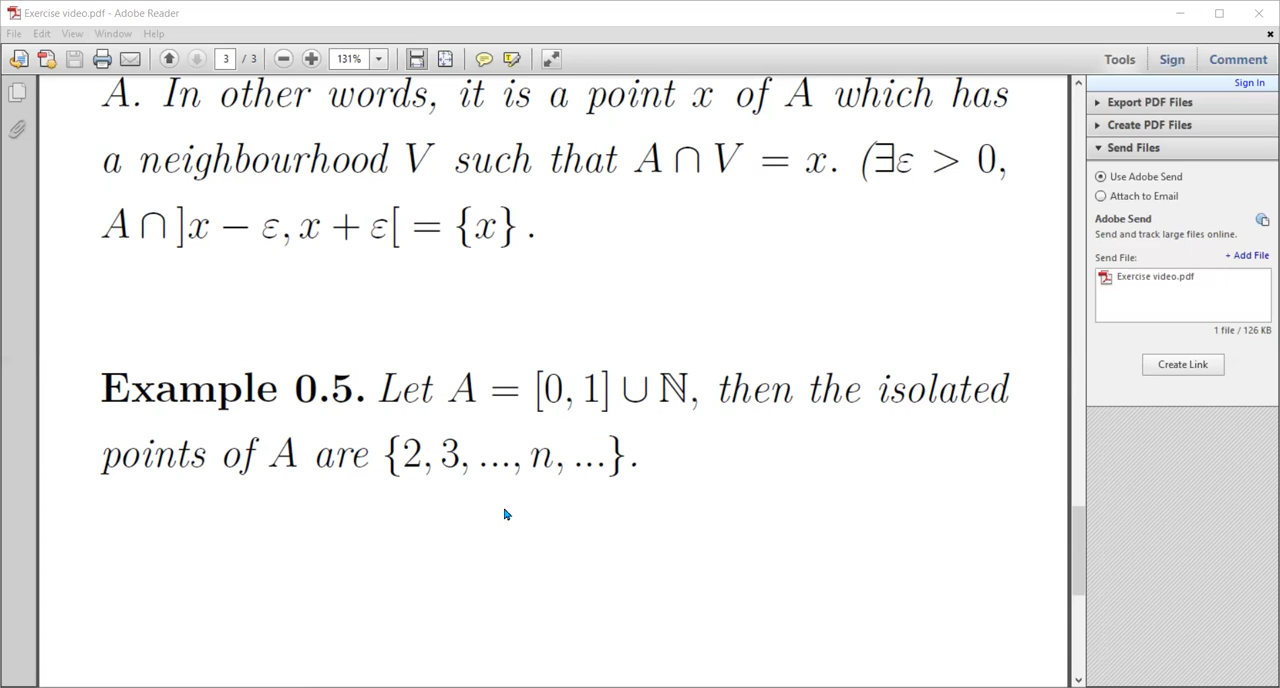 Exercise video.pdf - Adobe Reader
File Edit View Window Help
3 / 3 131% Tools Sign Comment
Sign In
A. In other words, it is a point x of A which has
a neighbourhood V such that A ∩ V = x. (∃ε > 0,
A ∩ ]x − ε, x + ε[ = {x} .
Example 0.5. Let A = [0, 1] ∪ ℕ, then the isolated
points of A are {2, 3, ..., n, ...}.
Export PDF Files
Create PDF Files
Send Files
Use Adobe Send
Attach to Email
Adobe Send
Send and track large files online.
Send File:
+ Add File
Exercise video.pdf
1 file / 126 KB
Create Link